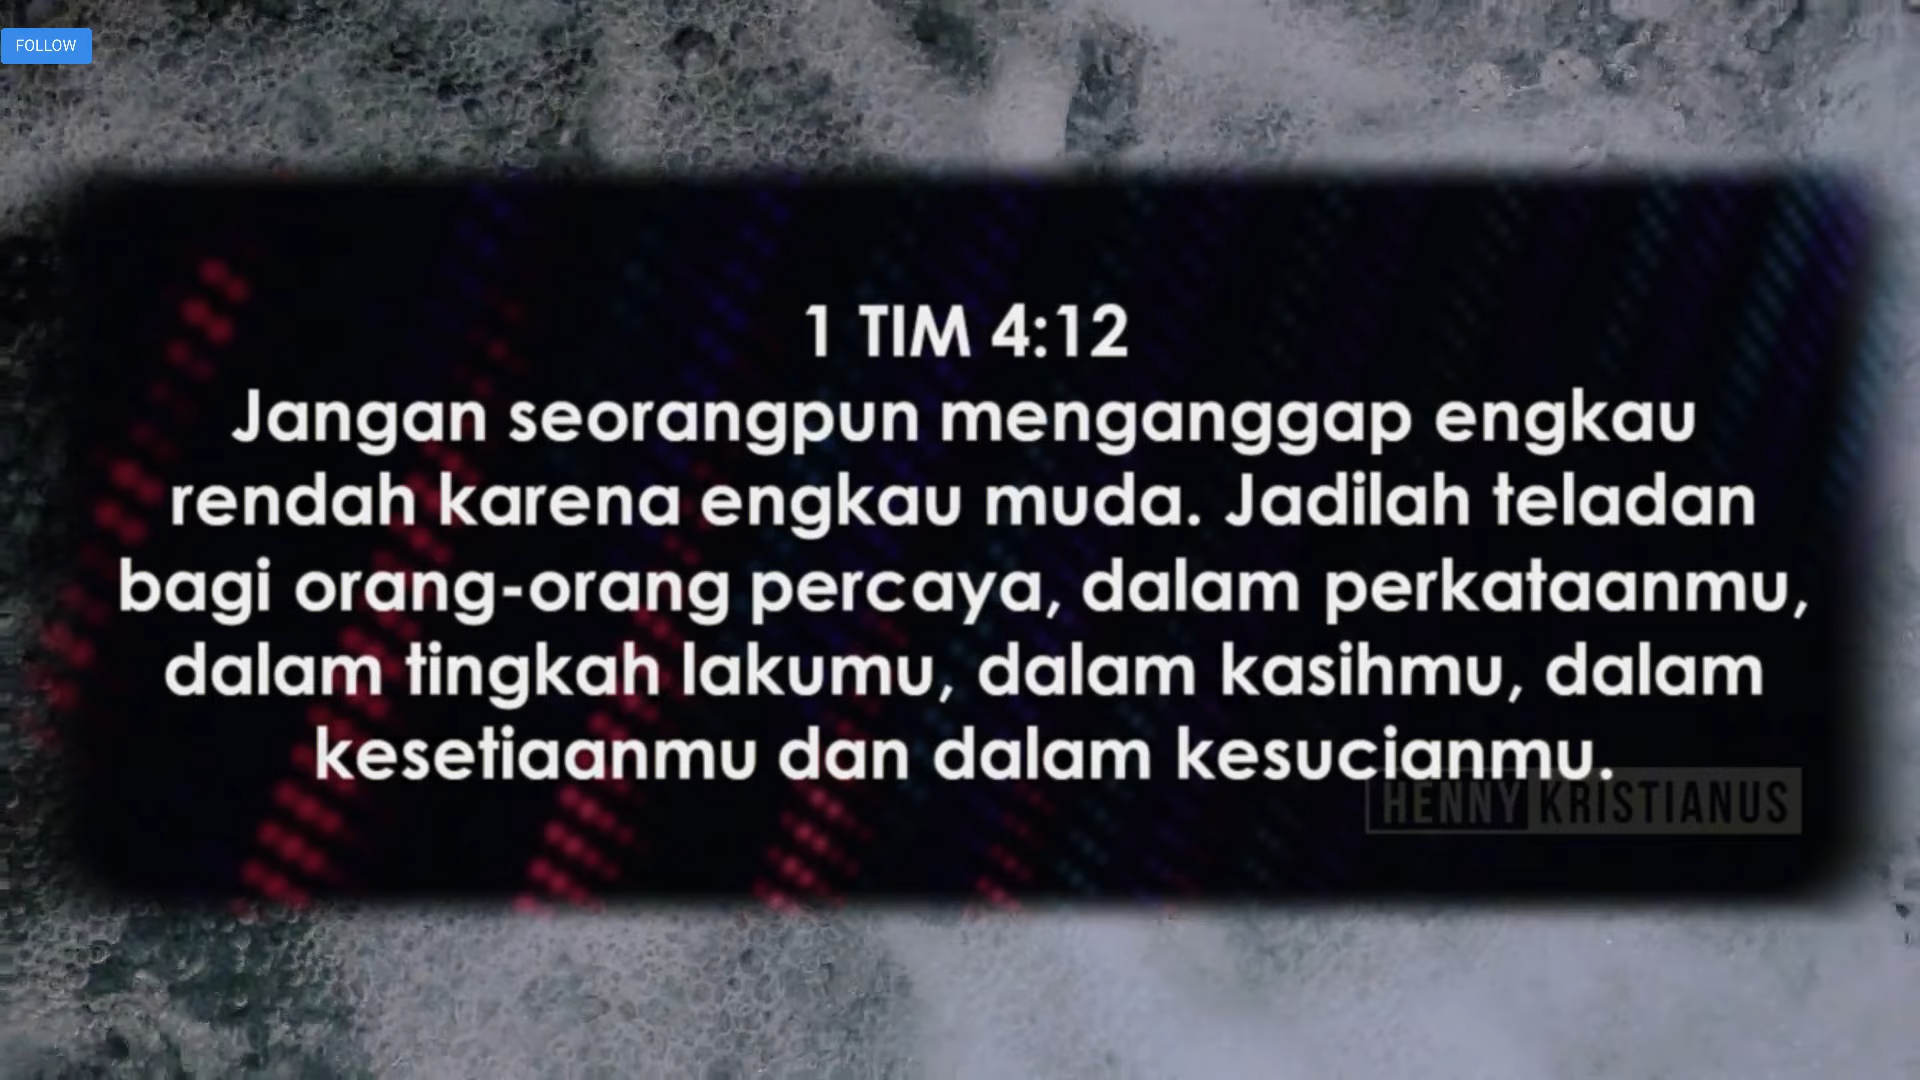 FOLLOW
1 TIM 4:12
Jangan seorangpun menganggap engkau
rendah karena engkau muda. Jadilah teladan
bagi orang-orang percaya, dalam perkataanmu,
dalam tingkah lakumu, dalam kasihmu, dalam
kesetiaanmu dan dalam kesucianmu.
HENNY KRISTIANUS